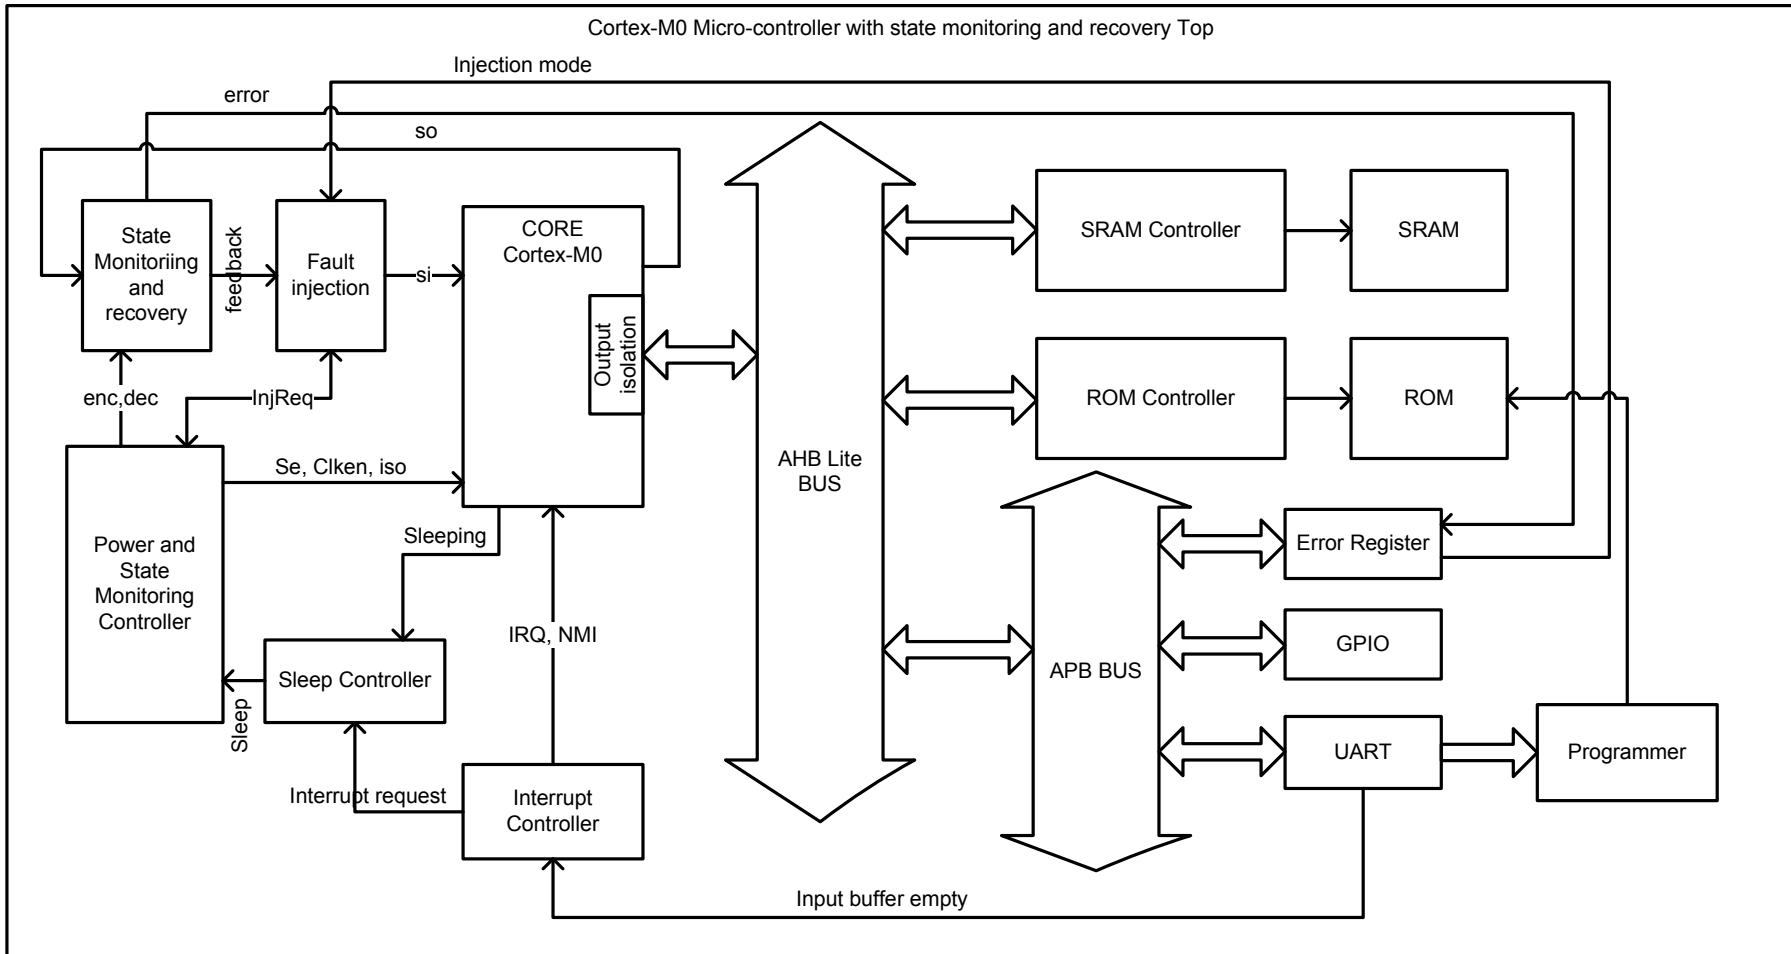 Cortex-M0 Micro-controller with state monitoring and recovery Top
Injection mode
error
so
State
Monitoriing
and
recovery
feedback
Fault
injection
si
CORE
Cortex-M0
Output
isolation
SRAM Controller
SRAM
enc,dec
InjReq
ROM Controller
ROM
AHB Lite
BUS
Se, Clken, iso
Power and
State
Monitoring
Controller
Sleeping
Error Register
IRQ, NMI
GPIO
APB BUS
Sleep Controller
Sleep
UART
Programmer
Interrupt request
Interrupt
Controller
Input buffer empty